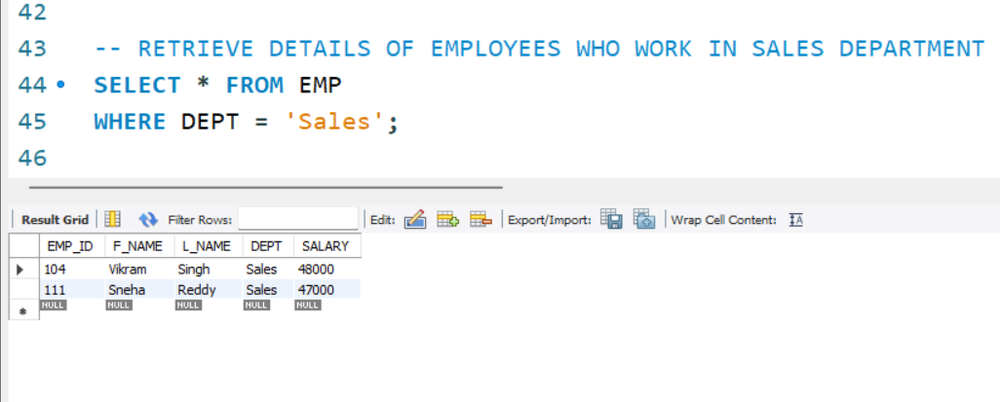 42
43 -- RETRIEVE DETAILS OF EMPLOYEES WHO WORK IN SALES DEPARTMENT
44 SELECT * FROM EMP
45 WHERE DEPT = 'Sales';
46
Result Grid Filter Rows: Edit: Export/Import: Wrap Cell Content: IA
EMP_ID F_NAME L_NAME DEPT SALARY
104 Vikram Singh Sales 48000
111 Sneha Reddy Sales 47000
NULL NULL NULL NULL NULL